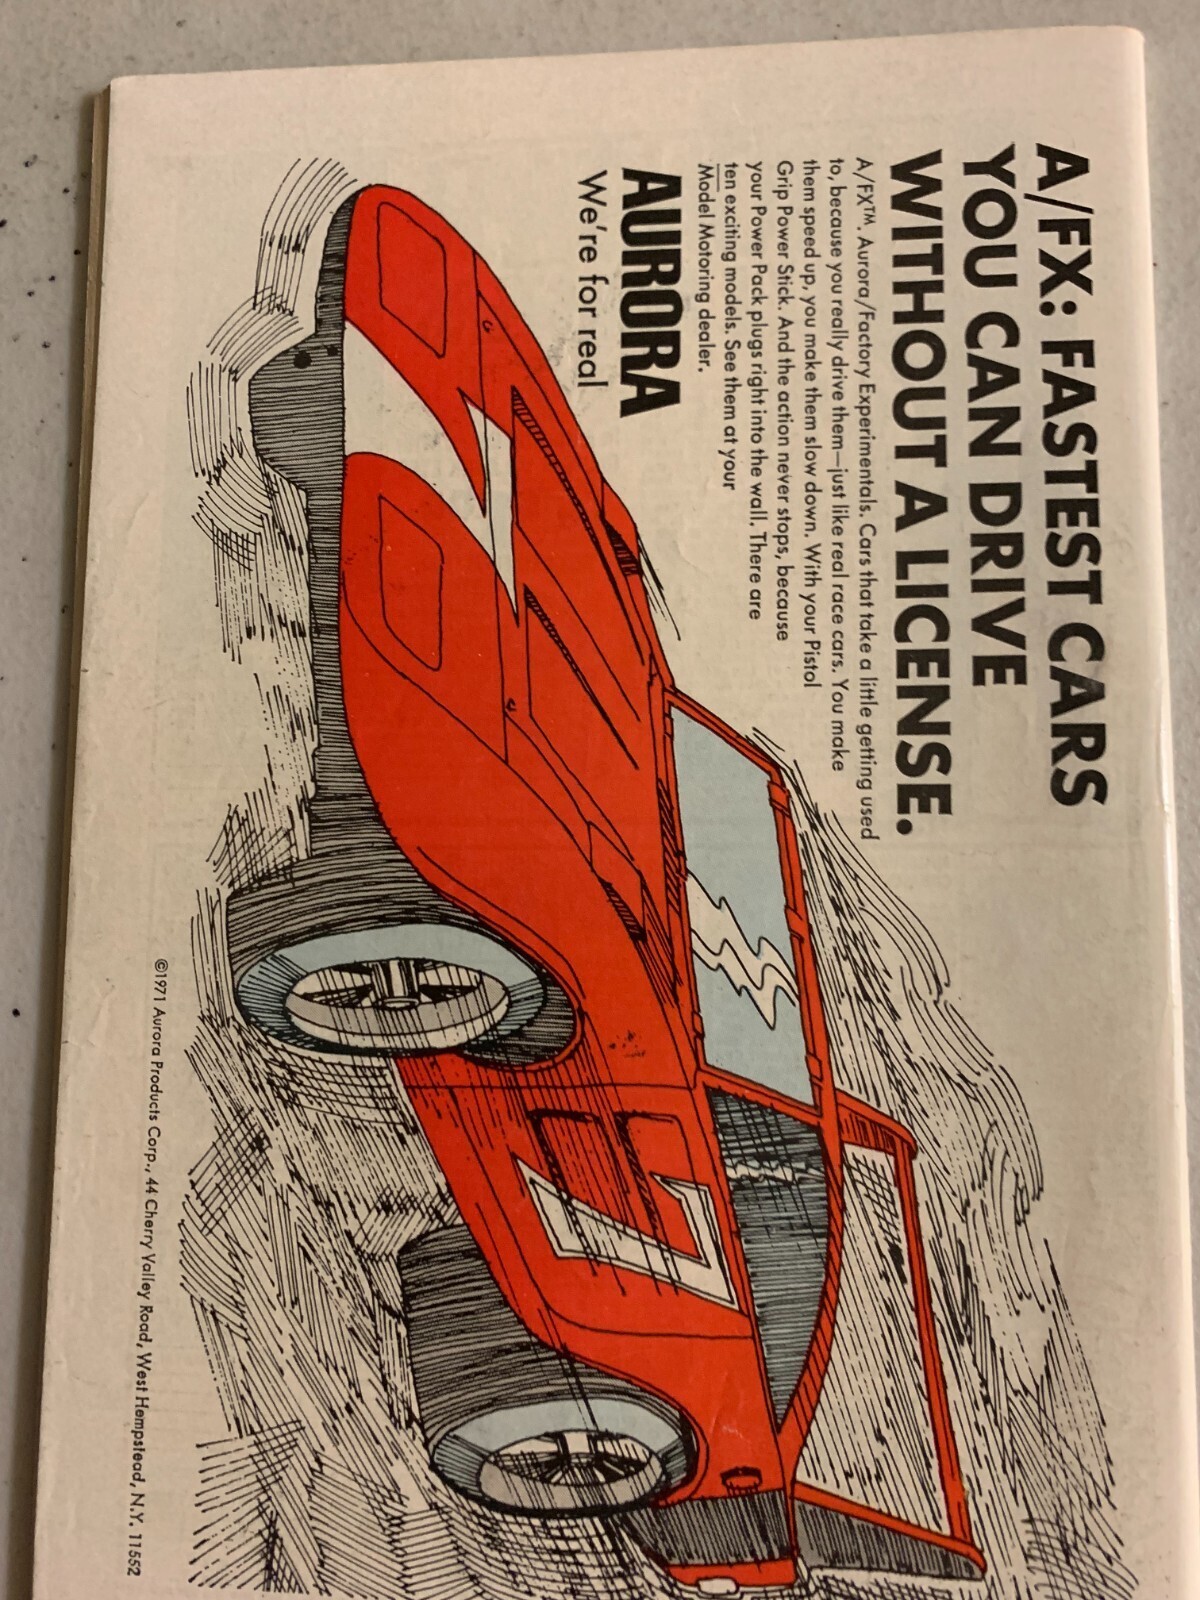 A/FX: FASTEST CARS
YOU CAN DRIVE
WITHOUT A LICENSE.
A/FX™. Aurora/Factory Experimentals. Cars that take a little getting used
to, because you really drive them—just like real race cars. You make
them speed up, you make them slow down. With your Pistol
Grip Power Stick. And the action never stops, because
your Power Pack plugs right into the wall. There are
ten exciting models. See them at your
Model Motoring dealer.
AURORA
We're for real
©1971 Aurora Products Corp., 44 Cherry Valley Road, West Hempstead, N.Y. 11552